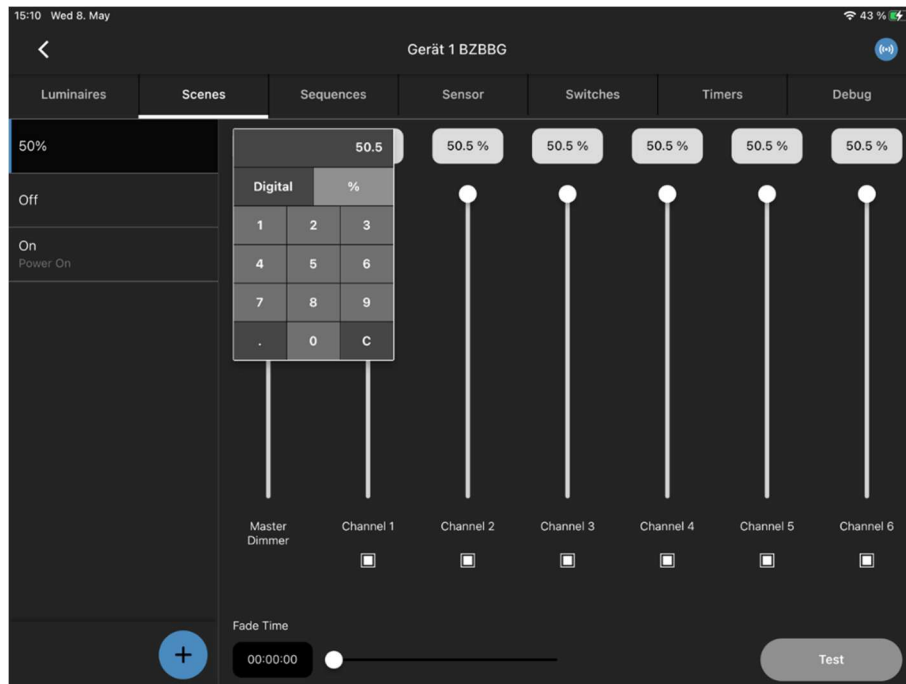 15:10 Wed 8. May
43 %
Gerät 1 BZBBG
Luminaires Scenes Sequences Sensor Switches Timers Debug
50%
Off
On
Power On
50.5
Digital %
1 2 3
4 5 6
7 8 9
. 0 C
50.5 % 50.5 % 50.5 % 50.5 % 50.5 %
Master
Dimmer
Channel 1 Channel 2 Channel 3 Channel 4 Channel 5 Channel 6
Fade Time
00:00:00
Test